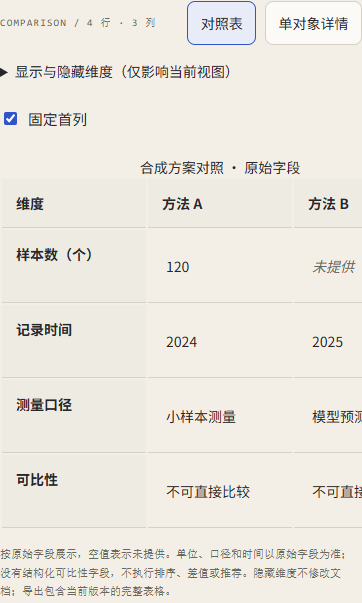 COMPARISON / 4 行 · 3 列
对照表
单对象详情
显示与隐藏维度（仅影响当前视图）
固定首列
合成方案对照 · 原始字段
维度 方法 A 方法 B
样本数（个） 120 未提供
记录时间 2024 2025
测量口径 小样本测量 模型预测
可比性 不可直接比较 不可直接
按原始字段展示，空值表示未提供。单位、口径和时间以原始字段为准；
没有结构化可比性字段，不执行排序、差值或推荐。隐藏维度不修改文
档；导出包含当前版本的完整表格。